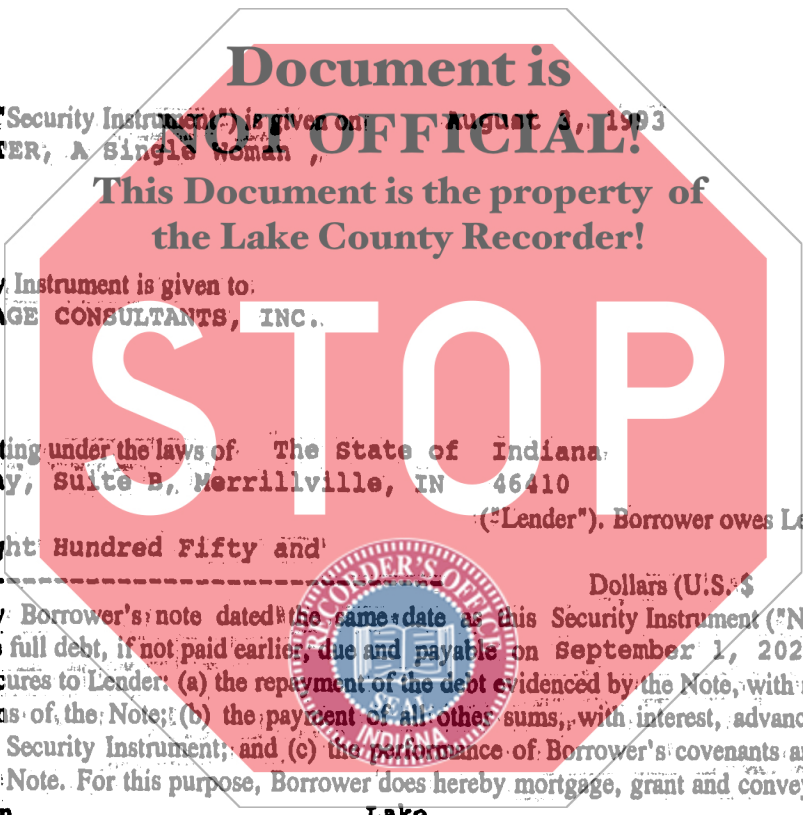 Document is
Security Instrument") is given on August 3, 1993
NOT OFFICIAL!
TER, A Single Woman ,
This Document is the property of
the Lake County Recorder!
Instrument is given to
AGE CONSULTANTS, INC.
STOP
ting under the laws of The State of Indiana
y, Suite B, Merrillville, IN 46410
("Lender"). Borrower owes Le
ht Hundred Fifty and
Dollars (U.S. $
y Borrower's note dated the same date as this Security Instrument ("N
full debt, if not paid earlier, due and payable on September 1, 202
cures to Lender: (a) the repayment of the debt evidenced by the Note, with
ns of the Note; (b) the payment of all other sums, with interest, advanc
Security Instrument; and (c) the performance of Borrower's covenants a
Note. For this purpose, Borrower does hereby mortgage, grant and convey
Lake
RECORDER'S OFFICE
SEAL
INDIANA